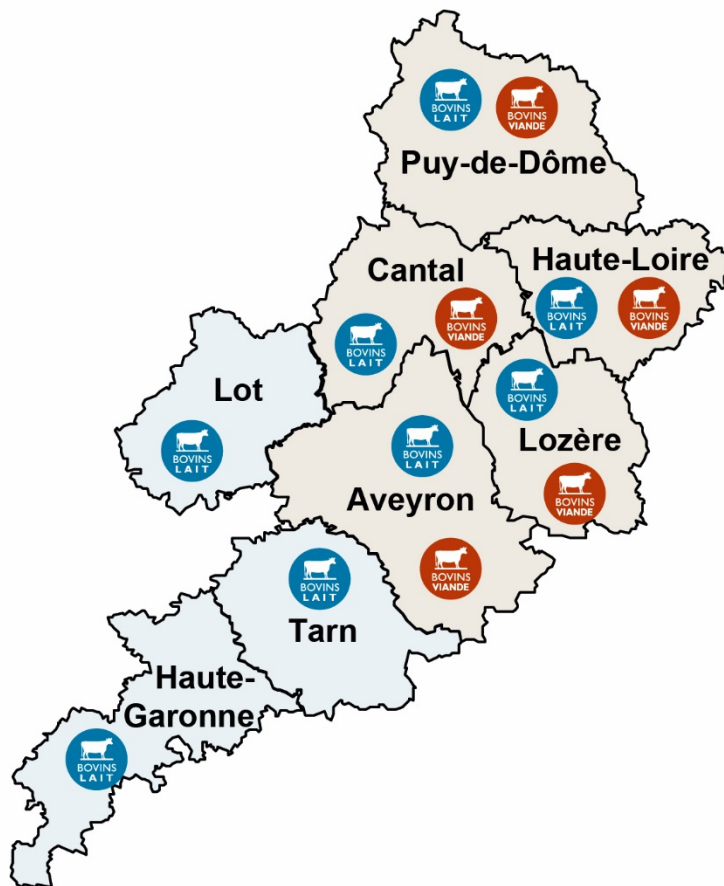 BOVINS
LAIT
BOVINS
VIANDE
Puy-de-Dôme
Cantal
Haute-Loire
BOVINS
LAIT
BOVINS
VIANDE
BOVINS
LAIT
BOVINS
VIANDE
Lot
BOVINS
LAIT
BOVINS
LAIT
Lozère
BOVINS
VIANDE
BOVINS
LAIT
Aveyron
BOVINS
VIANDE
BOVINS
LAIT
Tarn
Haute-
Garonne
BOVINS
LAIT